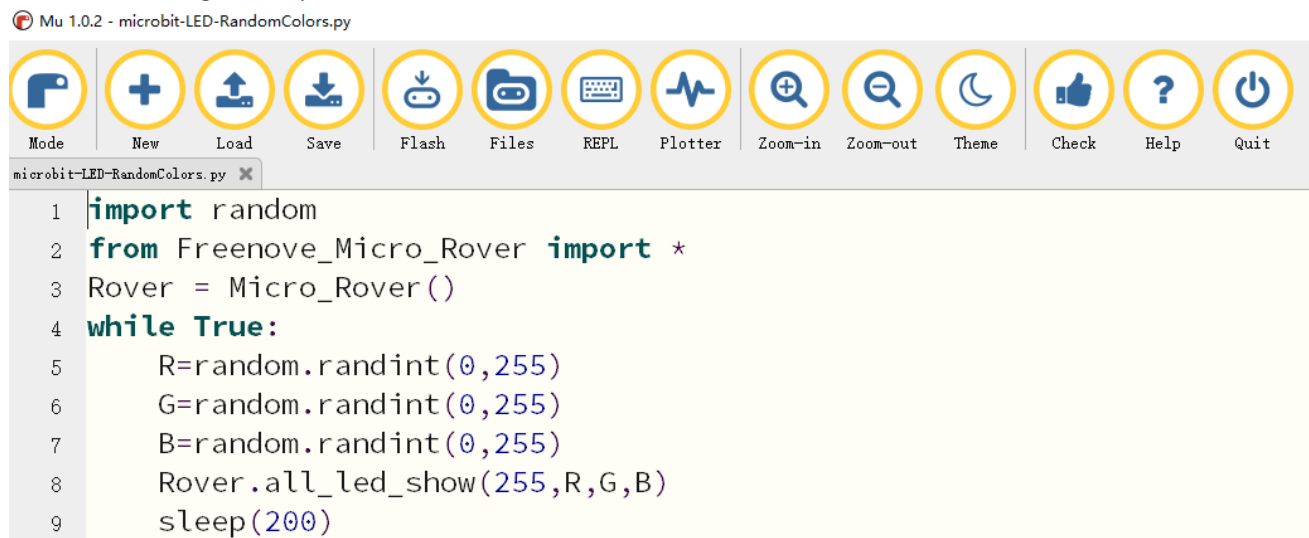 Mu 1.0.2 - microbit-LED-RandomColors.py
Mode New Load Save Flash Files REPL Plotter Zoom-in Zoom-out Theme Check Help Quit
microbit-LED-RandomColors.py
1 import random
2 from Freenove_Micro_Rover import *
3 Rover = Micro_Rover()
4 while True:
5     R=random.randint(0,255)
6     G=random.randint(0,255)
7     B=random.randint(0,255)
8     Rover.all_led_show(255,R,G,B)
9     sleep(200)